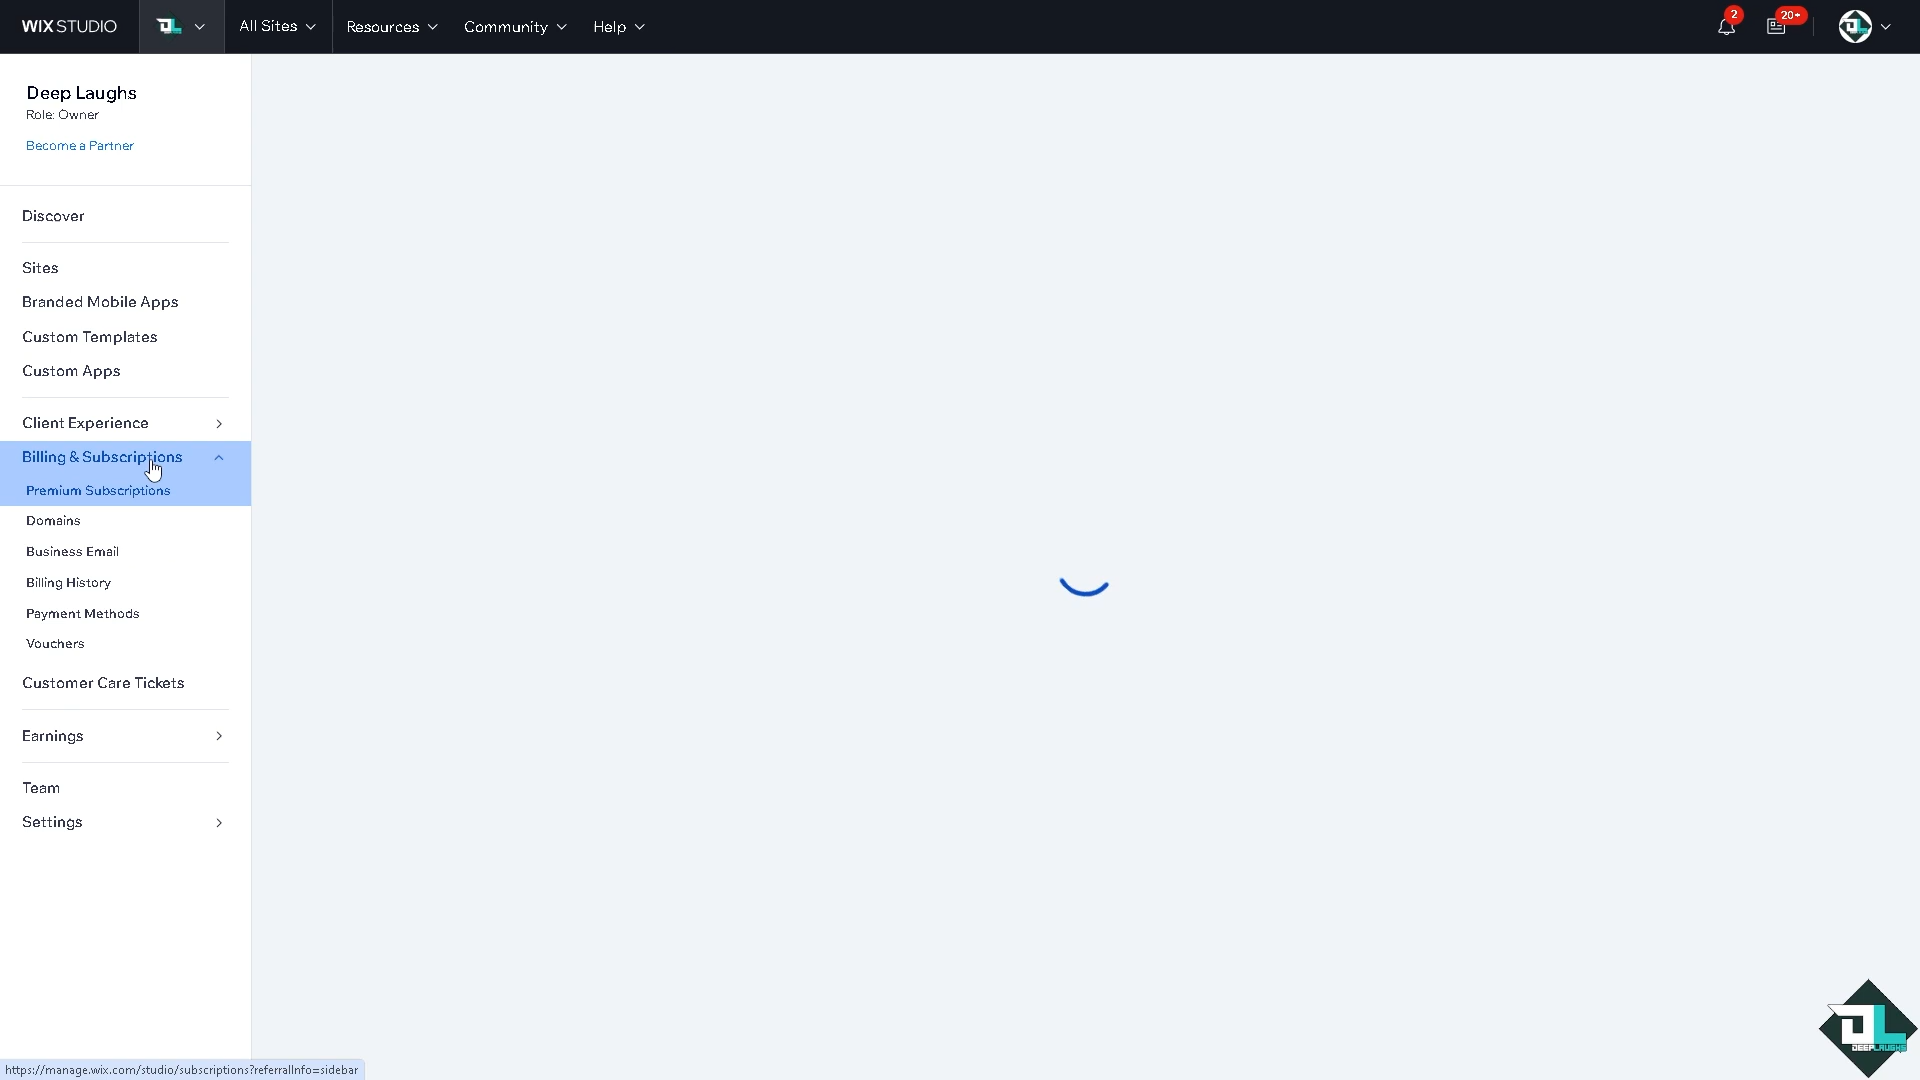 WIX STUDIO
All Sites
Resources
Community
Help
2
20+
Deep Laughs
Role: Owner
Become a Partner
Discover
Sites
Branded Mobile Apps
Custom Templates
Custom Apps
Client Experience
Billing & Subscriptions
Premium Subscriptions
Domains
Business Email
Billing History
Payment Methods
Vouchers
Customer Care Tickets
Earnings
Team
Settings
DL
DEEPLAUGHS
https://manage.wix.com/studio/subscriptions?referralInfo=sidebar